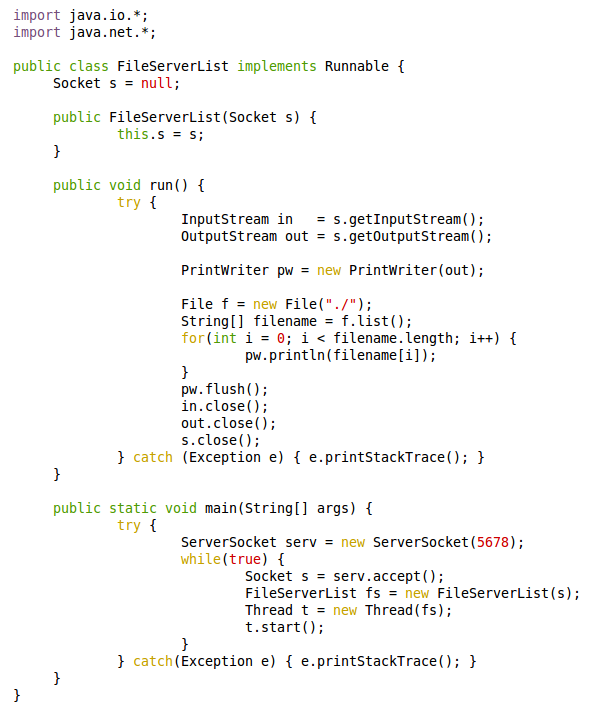 import java.io.*;
import java.net.*;

public class FileServerList implements Runnable {
     Socket s = null;

     public FileServerList(Socket s) {
             this.s = s;
     }

     public void run() {
             try {
                     InputStream in   = s.getInputStream();
                     OutputStream out = s.getOutputStream();

                     PrintWriter pw = new PrintWriter(out);

                     File f = new File("./");
                     String[] filename = f.list();
                     for(int i = 0; i < filename.length; i++) {
                             pw.println(filename[i]);
                     }
                     pw.flush();
                     in.close();
                     out.close();
                     s.close();
             } catch (Exception e) { e.printStackTrace(); }
     }

     public static void main(String[] args) {
             try {
                     ServerSocket serv = new ServerSocket(5678);
                     while(true) {
                             Socket s = serv.accept();
                             FileServerList fs = new FileServerList(s);
                             Thread t = new Thread(fs);
                             t.start();
                     }
             } catch(Exception e) { e.printStackTrace(); }
     }
}